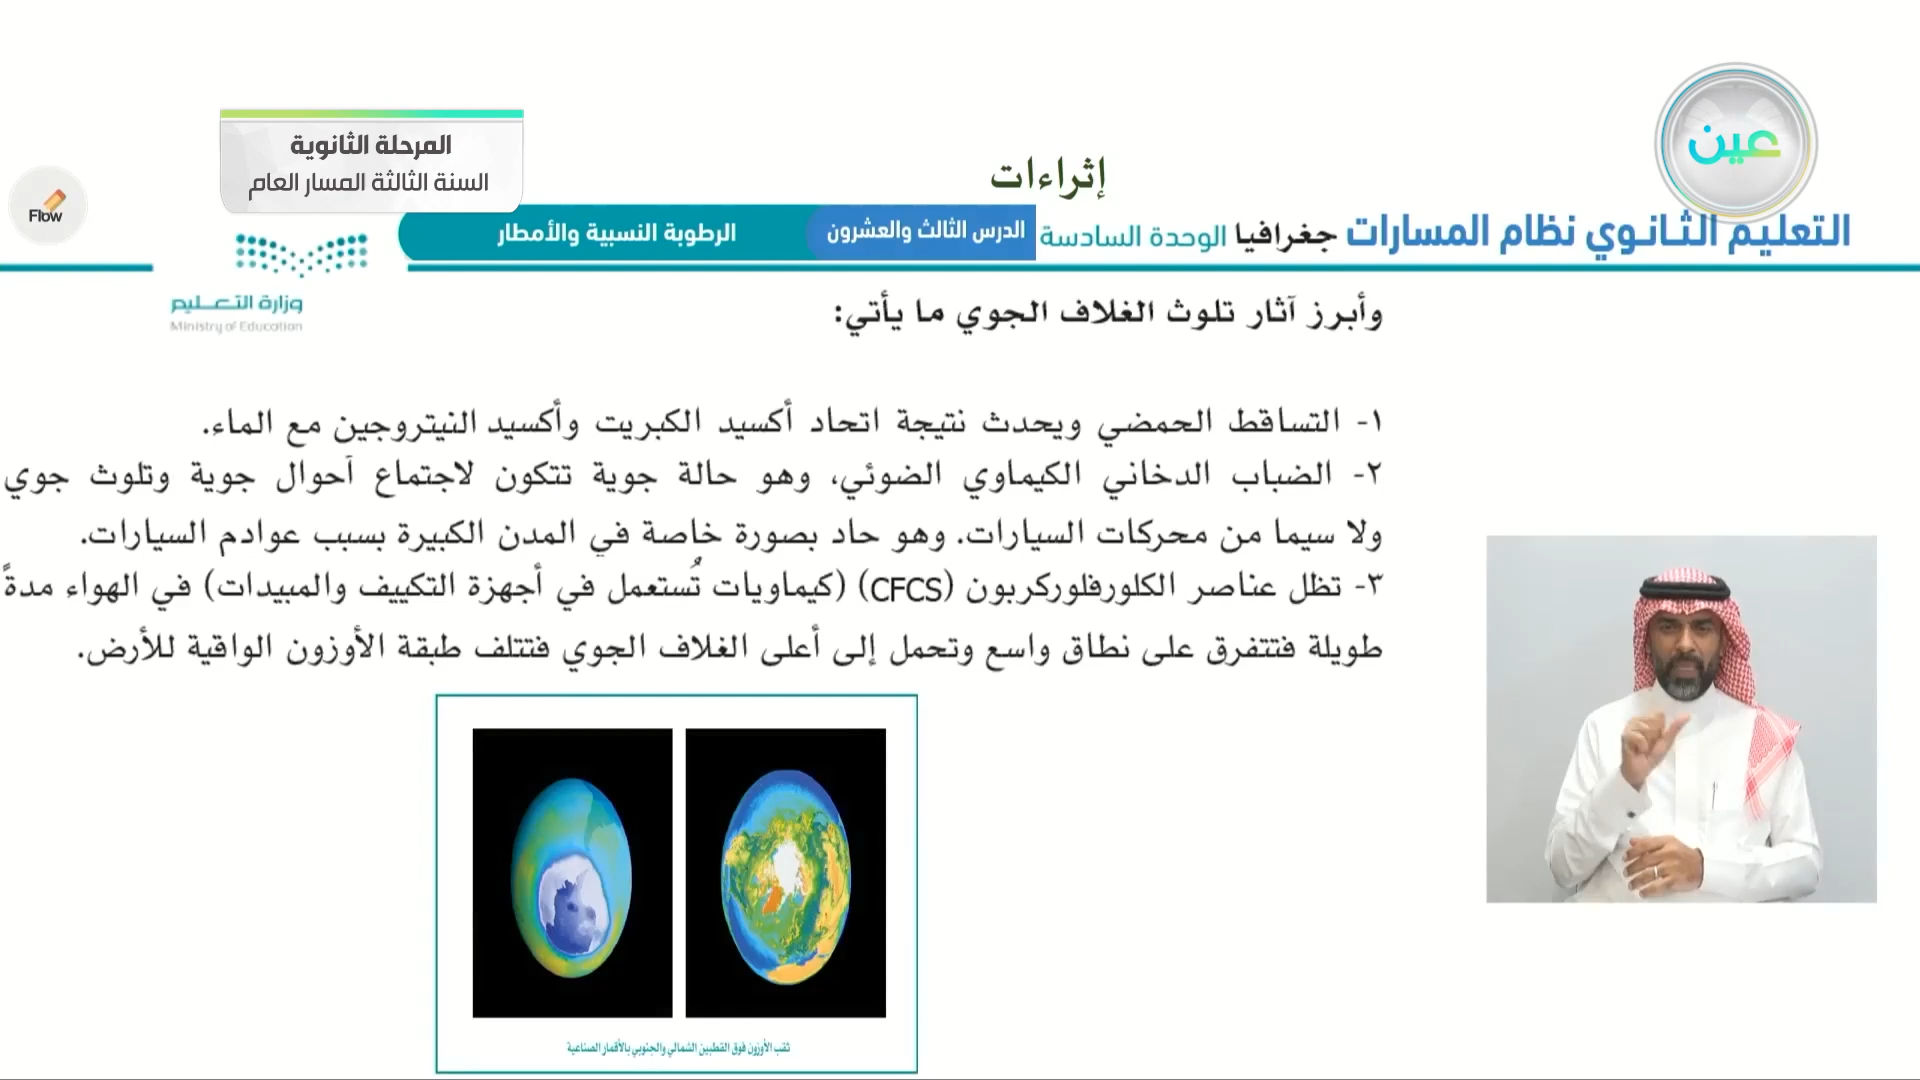 عين
المرحلة الثانوية
السنة الثالثة المسار العام
إثراءات
Flow
التعليم الثانوي نظام المسارات جغرافيا الوحدة السادسة الدرس الثالث والعشرون الرطوبة النسبية والأمطار
وزارة التعـــليم
Ministry of Education
وأبرز آثار تلوث الغلاف الجوي ما يأتي:
١- التساقط الحمضي ويحدث نتيجة اتحاد أكسيد الكبريت وأكسيد النيتروجين مع الماء.
٢- الضباب الدخاني الكيماوي الضوئي، وهو حالة جوية تتكون لاجتماع أحوال جوية وتلوث جوي
ولا سيما من محركات السيارات. وهو حاد بصورة خاصة في المدن الكبيرة بسبب عوادم السيارات.
٣- تظل عناصر الكلورفلوركربون (CFCS) (كيماويات تُستعمل في أجهزة التكييف والمبيدات) في الهواء مدةً
طويلة فتتفرق على نطاق واسع وتحمل إلى أعلى الغلاف الجوي فتتلف طبقة الأوزون الواقية للأرض.
ثقب الأوزون فوق القطبين الشمالي والجنوبي بالأقمار الصناعية